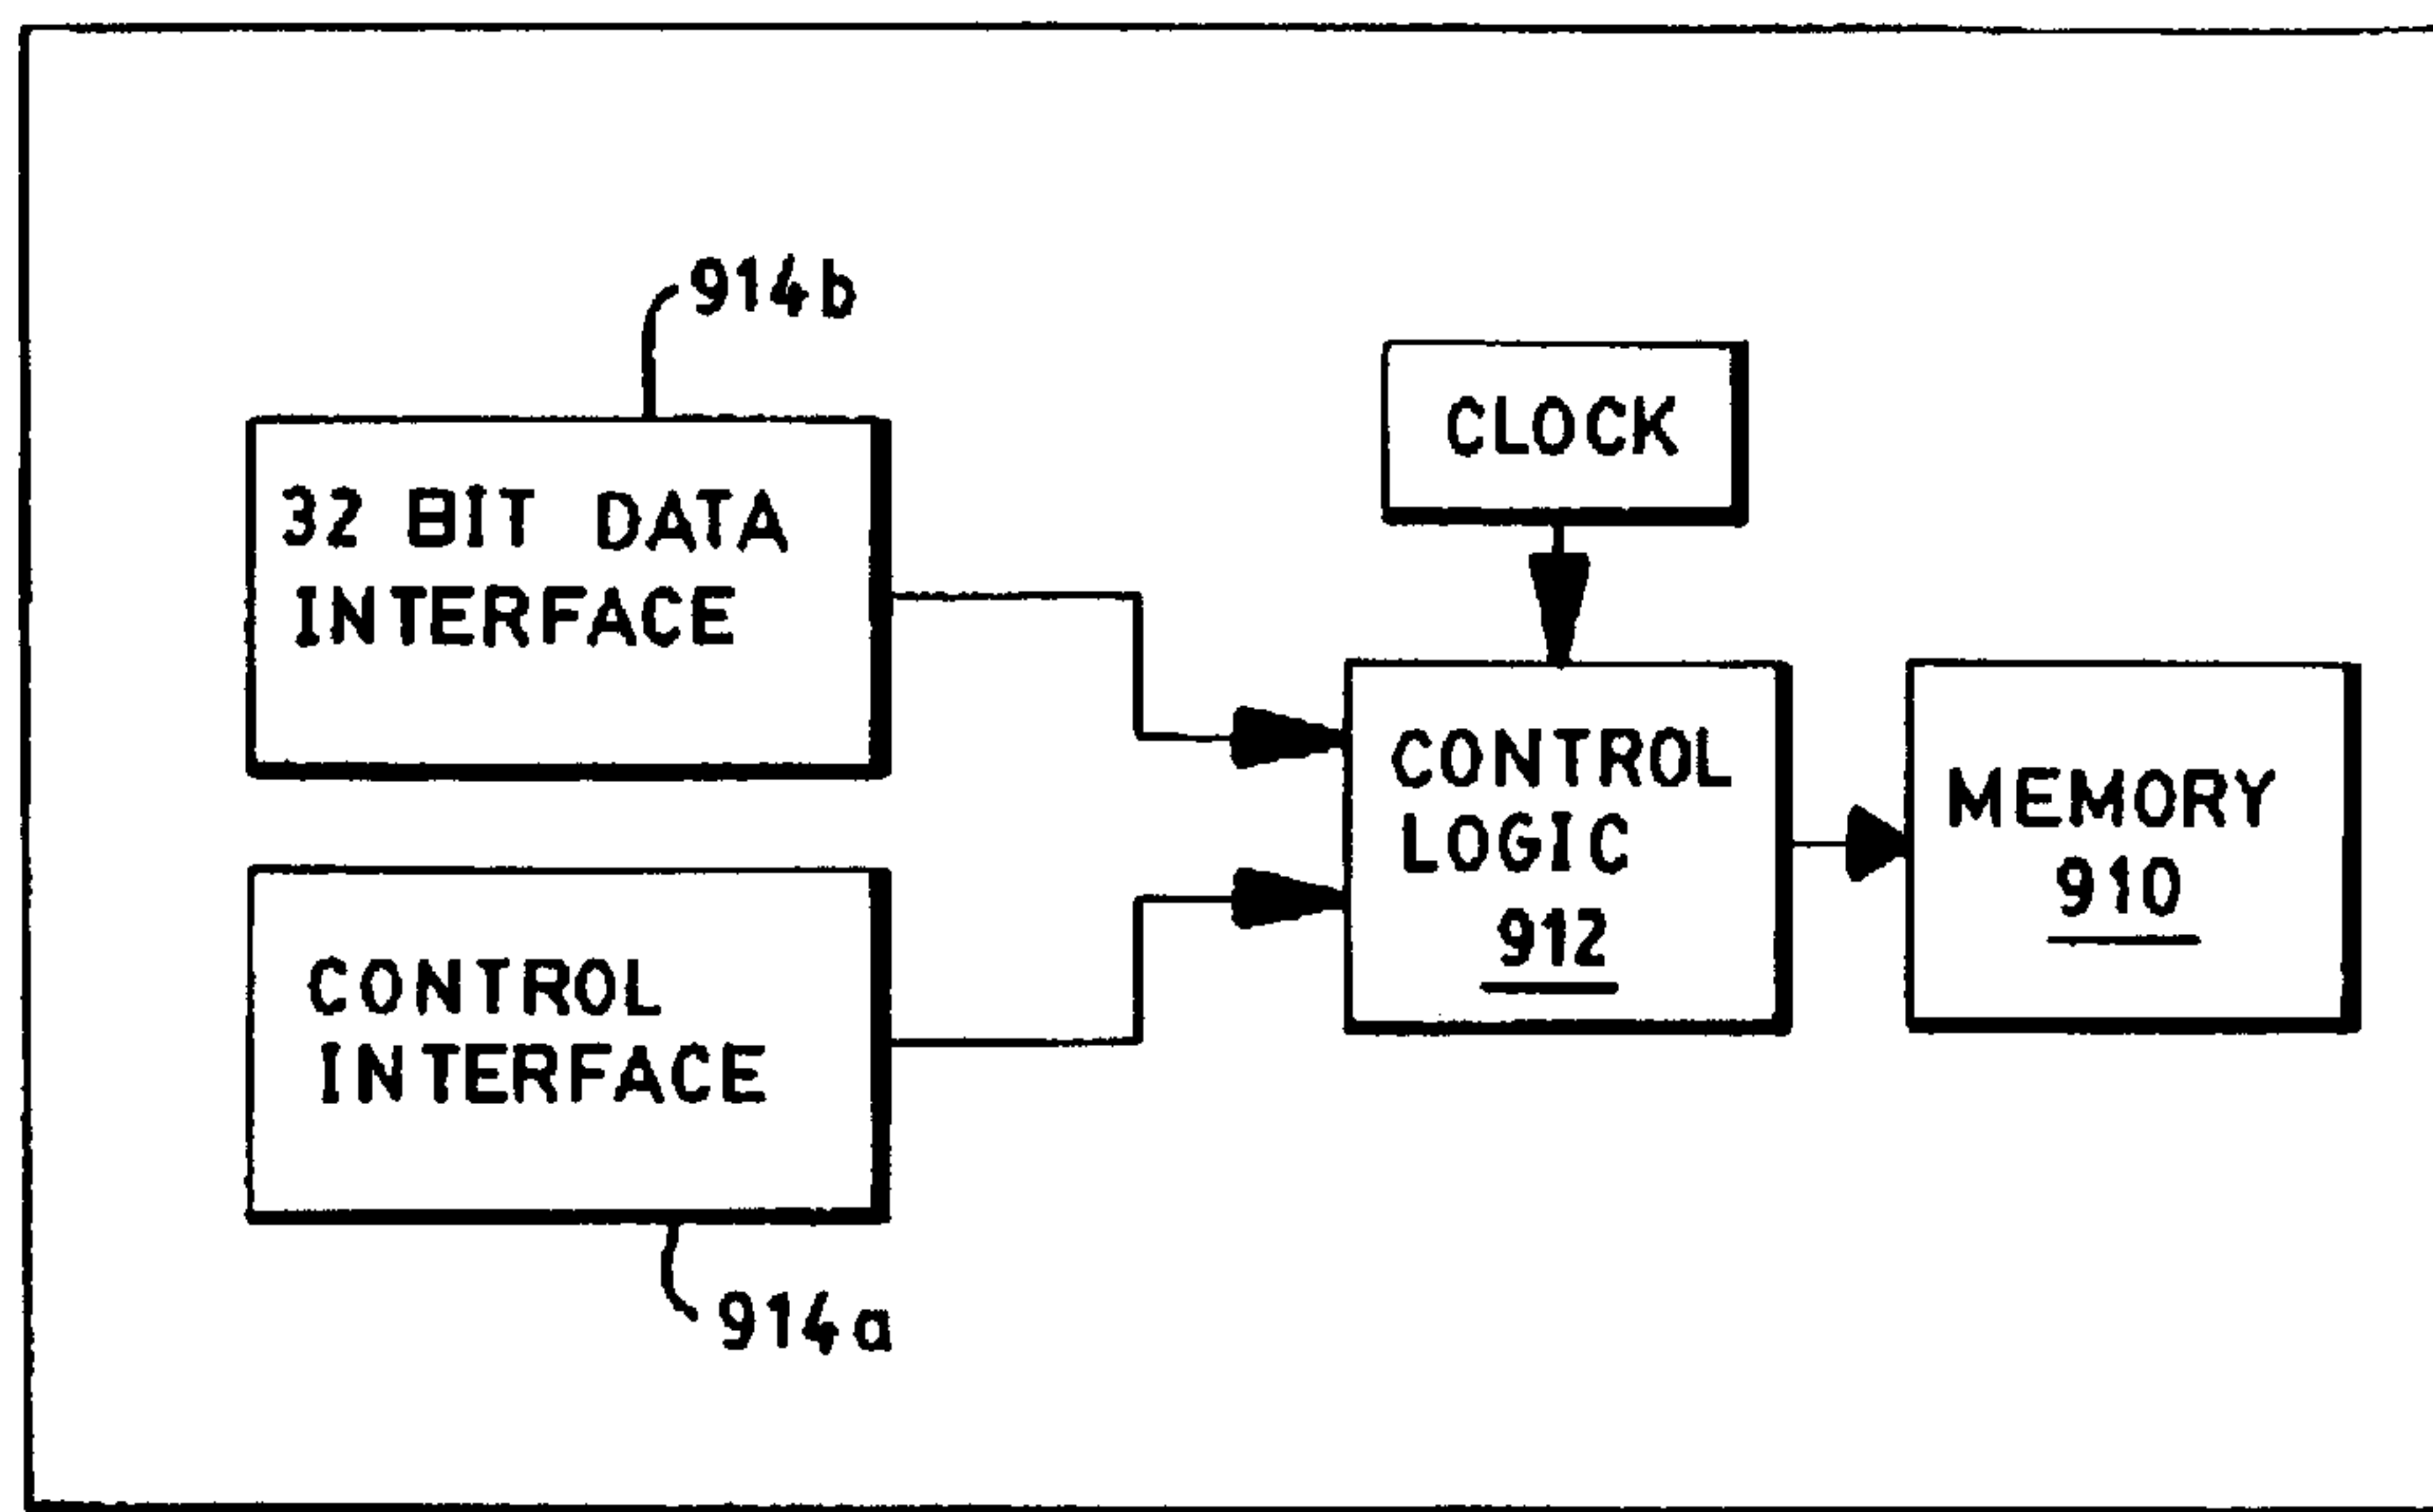 914b
32 BIT DATA
INTERFACE
CLOCK
CONTROL
LOGIC
912
MEMORY
910
CONTROL
INTERFACE
914a